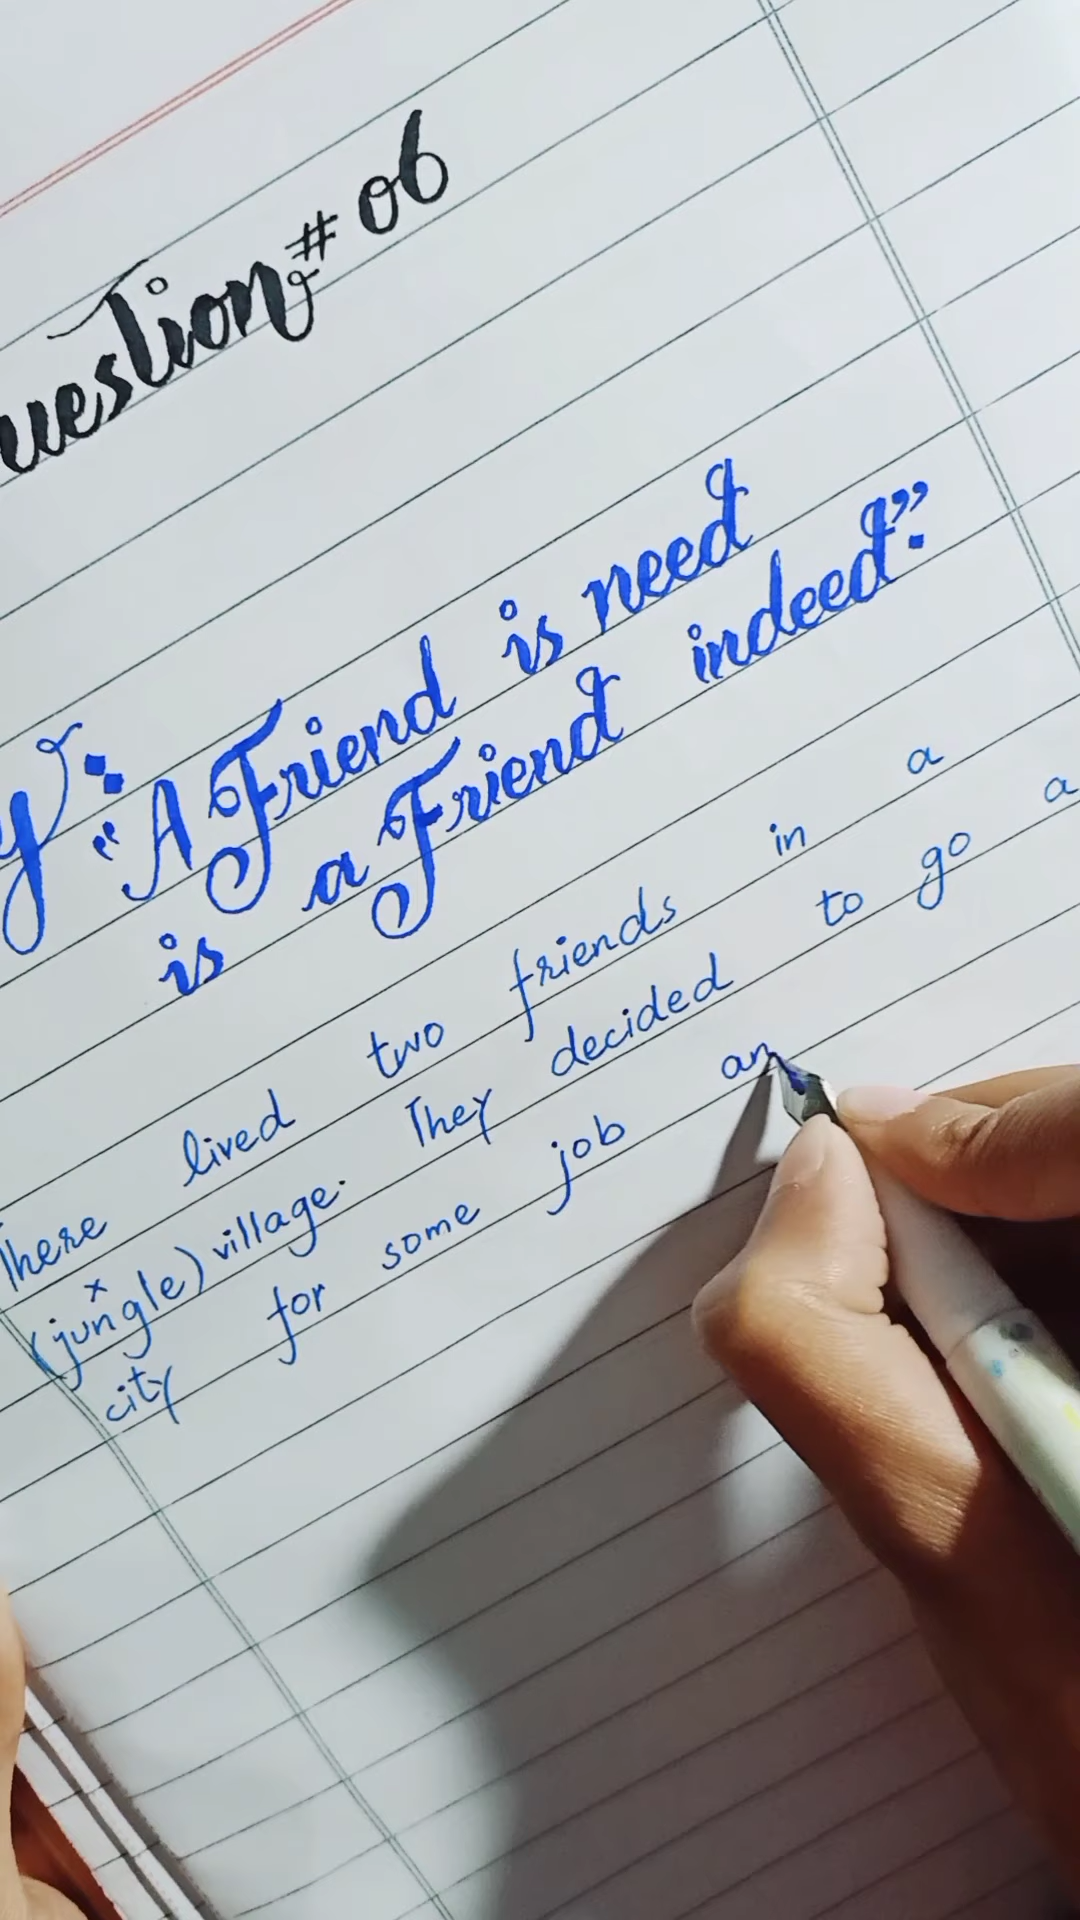 uestion # 06
y: "A Friend is need
is a Friend indeed".
There lived two friends in a
(jungle) village. They decided to go a
city for some job an